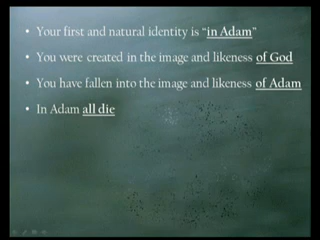 • Your first and natural identity is “in Adam”
• You were created in the image and likeness of God
• You have fallen into the image and likeness of Adam
• In Adam all die